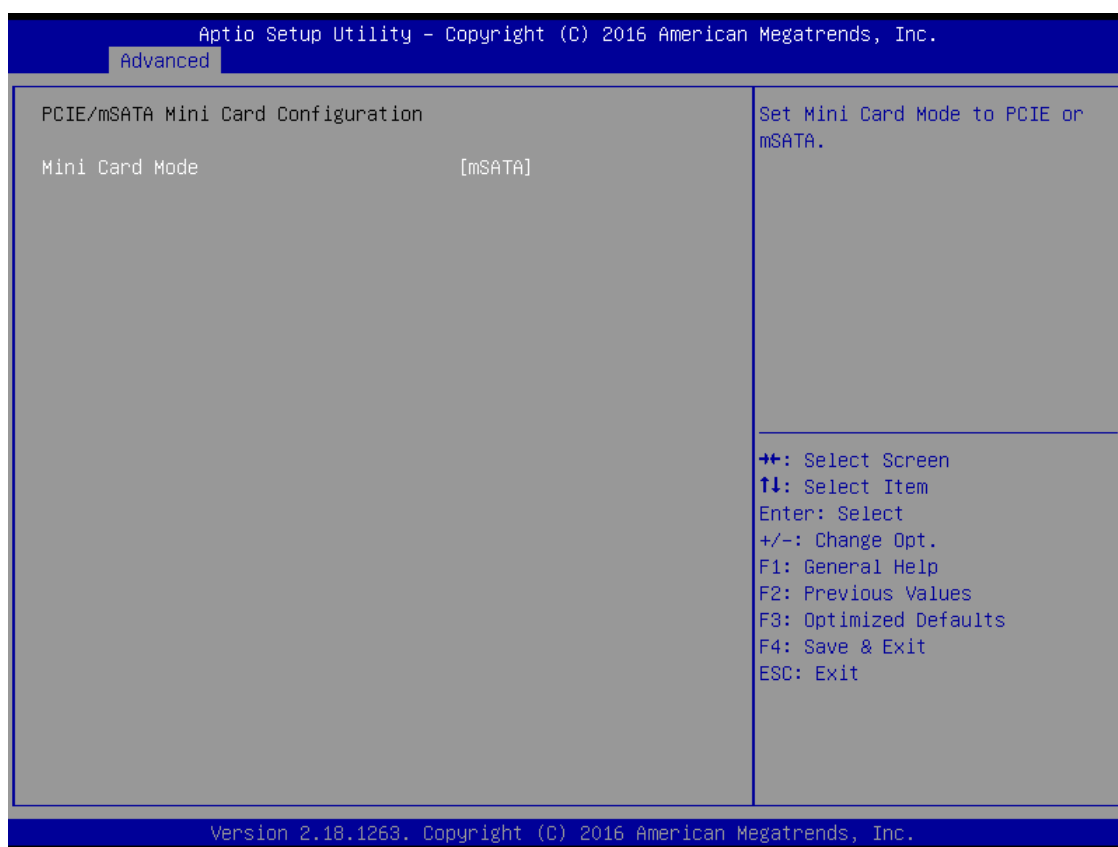 Aptio Setup Utility – Copyright (C) 2016 American Megatrends, Inc.
Advanced
PCIE/mSATA Mini Card Configuration
Mini Card Mode [mSATA]
Set Mini Card Mode to PCIE or
mSATA.
→←: Select Screen
↑↓: Select Item
Enter: Select
+/-: Change Opt.
F1: General Help
F2: Previous Values
F3: Optimized Defaults
F4: Save & Exit
ESC: Exit
Version 2.18.1263. Copyright (C) 2016 American Megatrends, Inc.